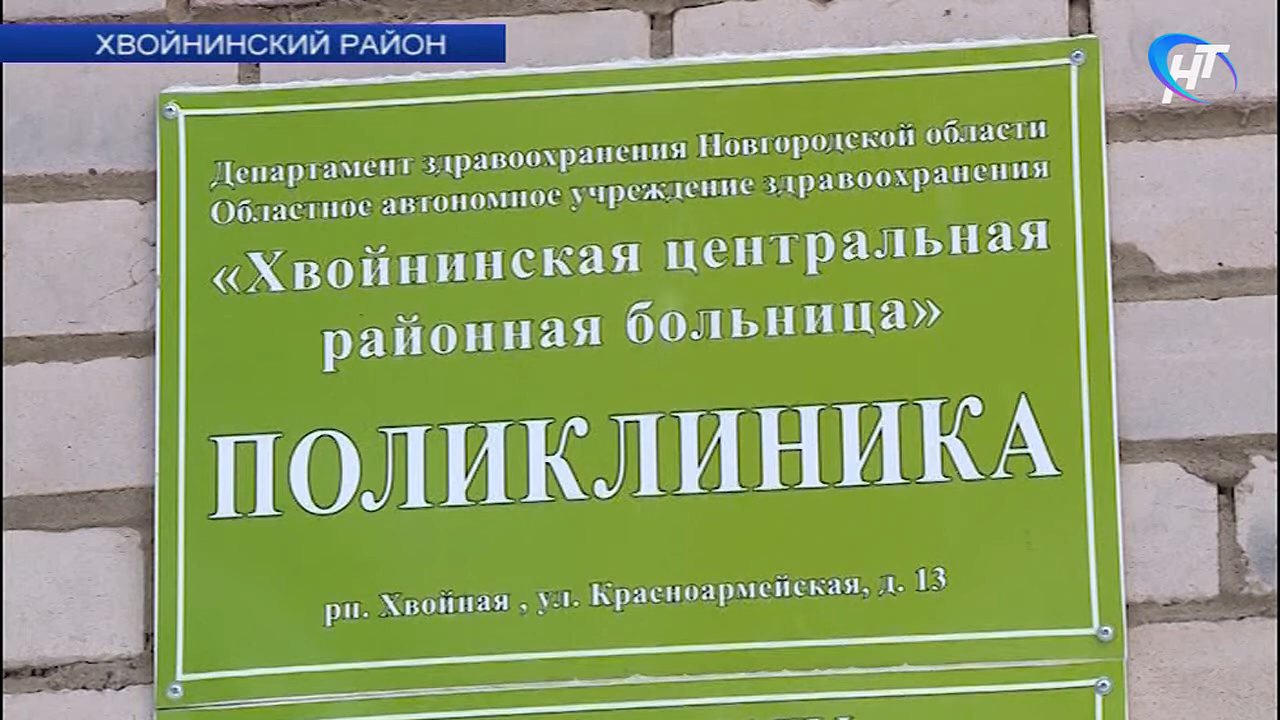 ХВОЙНИНСКИЙ РАЙОН
НТ
Департамент здравоохранения Новгородской области
Областное автономное учреждение здравоохранения
«Хвойнинская центральная
районная больница»
ПОЛИКЛИНИКА
рп. Хвойная , ул. Красноармейская, д. 13